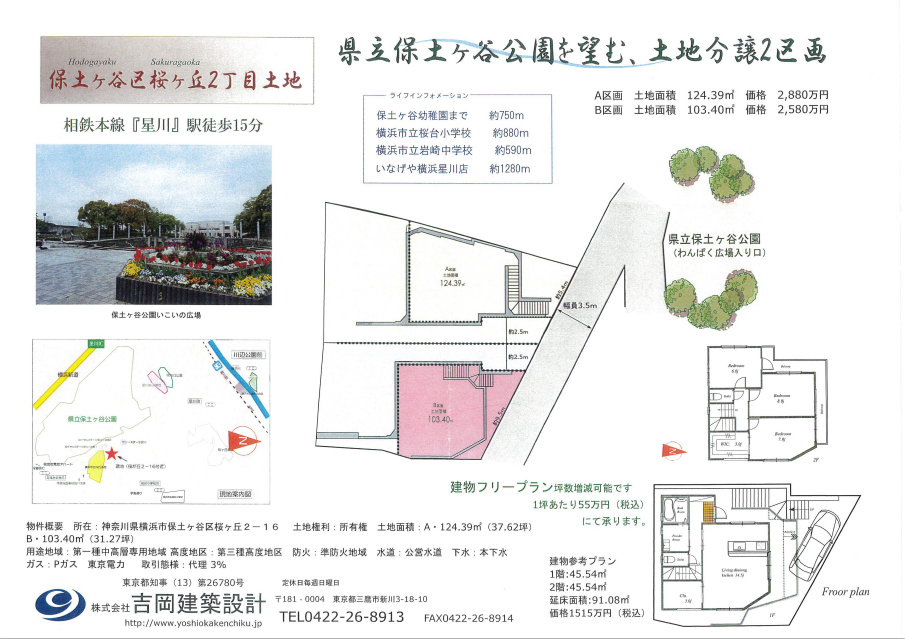 県立保土ヶ谷公園を望む、土地分譲2区画
Hodogayaku Sakuragaoka
保土ヶ谷区桜ヶ丘2丁目土地
相鉄本線『星川』駅徒歩15分
ライフインフォメーション
保土ヶ谷幼稚園まで 約750m
横浜市立桜台小学校 約880m
横浜市立岩崎中学校 約590m
いなげや横浜星川店 約1280m
A区画 土地面積 124.39㎡ 価格 2,880万円
B区画 土地面積 103.40㎡ 価格 2,580万円
保土ヶ谷公園いこいの広場
A区画
土地面積
124.39㎡
約5.4m
幅員3.5m
約2.5m
約2.5m
B区画
土地面積
103.40㎡
県立保土ヶ谷公園
（わんぱく広場入り口）
横浜新道
川辺公園前
県立保土ヶ谷公園
N
現地案内図
Bedroom
Bedroom
Bedroom
2F
建物フリープラン坪数増減可能です
1坪あたり55万円（税込）
にて承ります。
建物参考プラン
1階:45.54㎡
2階:45.54㎡
延床面積:91.08㎡
価格1515万円（税込）
Living dining
kitchen
1F
Froor plan
物件概要 所在：神奈川県横浜市保土ヶ谷区桜ヶ丘２－１６ 土地権利：所有権 土地面積：A・124.39㎡（37.62坪）
B・103.40㎡（31.27坪）
用途地域：第一種中高層専用地域 高度地区：第三種高度地区 防火：準防火地域 水道：公営水道 下水：本下水
ガス：Pガス 東京電力 取引態様：代理 3％
東京都知事（13）第26780号 定休日毎週日曜日
株式会社吉岡建築設計
〒181‐0004 東京都三鷹市新川3-18-10
http://www.yoshiokakenchiku.jp
TEL0422-26-8913 FAX0422-26-8914